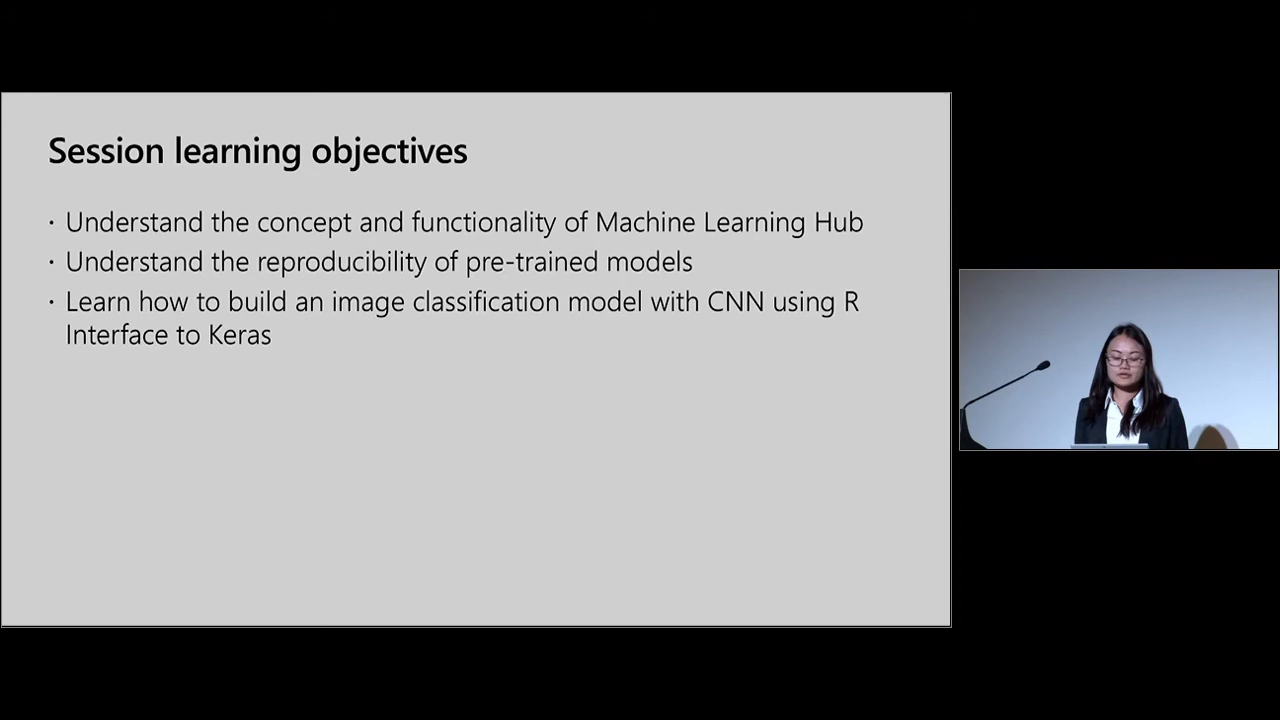 Session learning objectives
· Understand the concept and functionality of Machine Learning Hub
· Understand the reproducibility of pre-trained models
· Learn how to build an image classification model with CNN using R
Interface to Keras